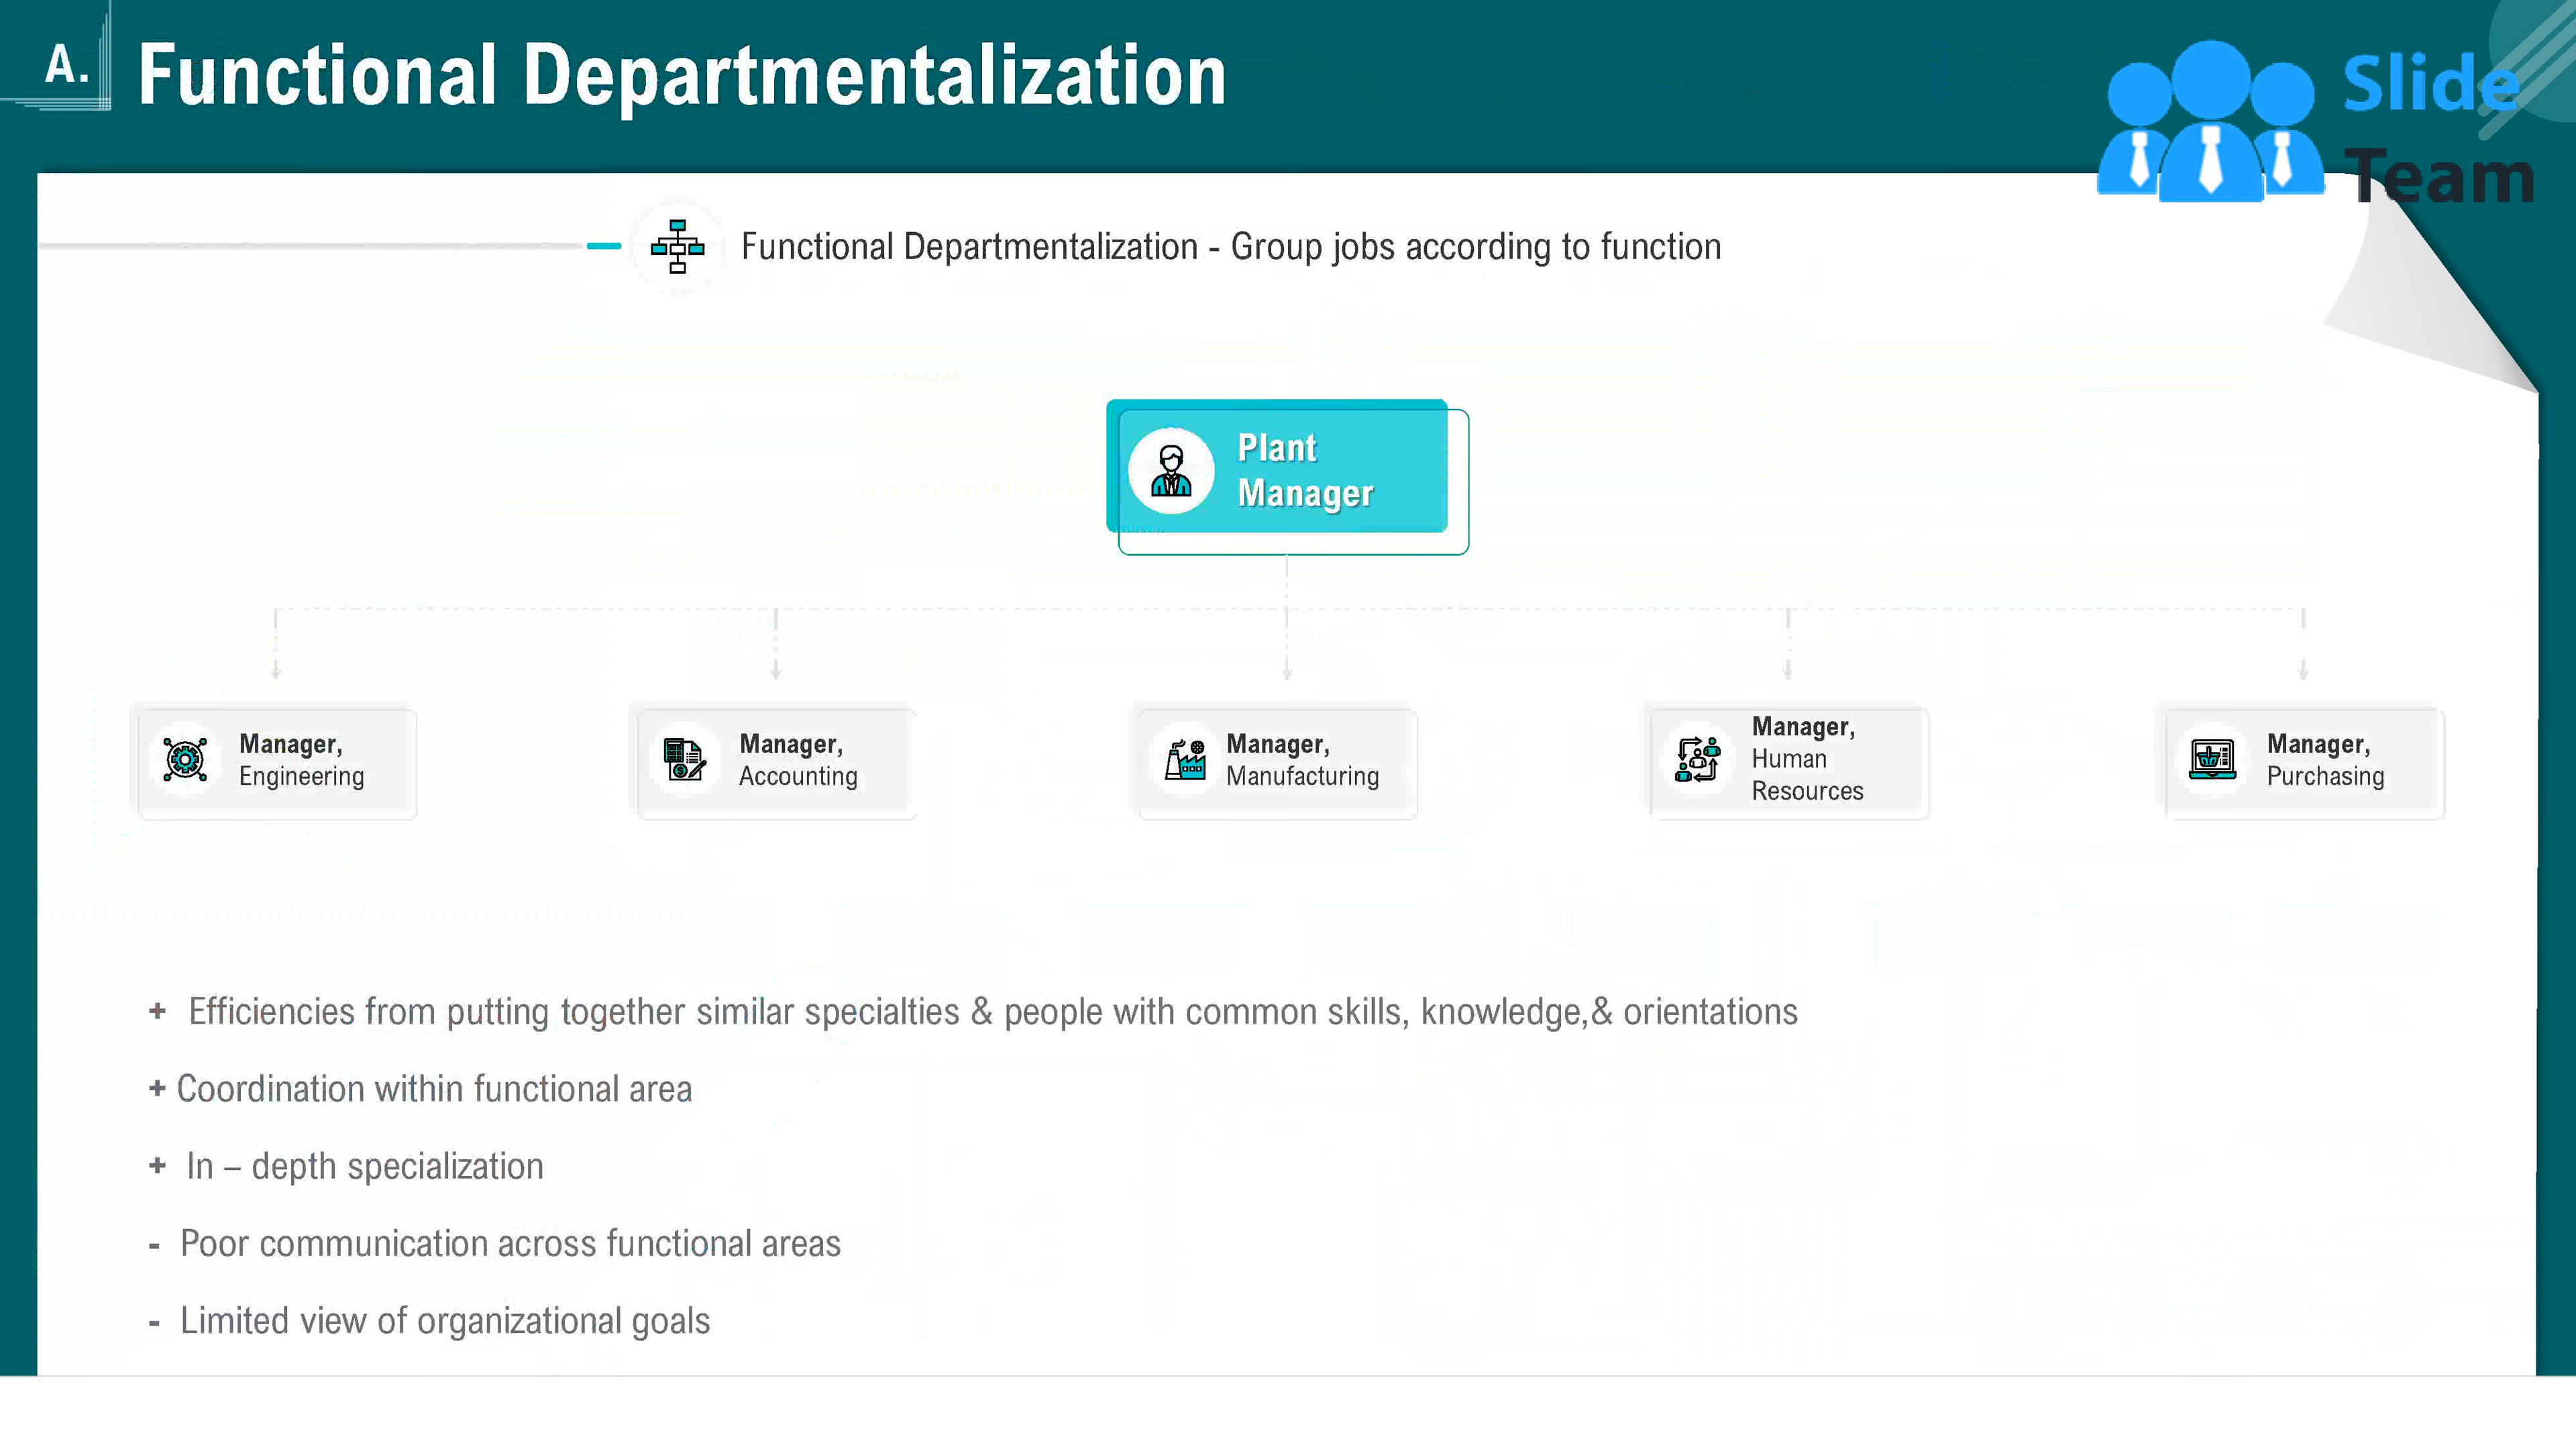 A.
Functional Departmentalization
Slide
Team
Functional Departmentalization - Group jobs according to function
Plant
Manager
Manager,
Engineering
Manager,
Accounting
Manager,
Manufacturing
Manager,
Human
Resources
Manager,
Purchasing
+ Efficiencies from putting together similar specialties & people with common skills, knowledge,& orientations
+ Coordination within functional area
+ In – depth specialization
- Poor communication across functional areas
- Limited view of organizational goals